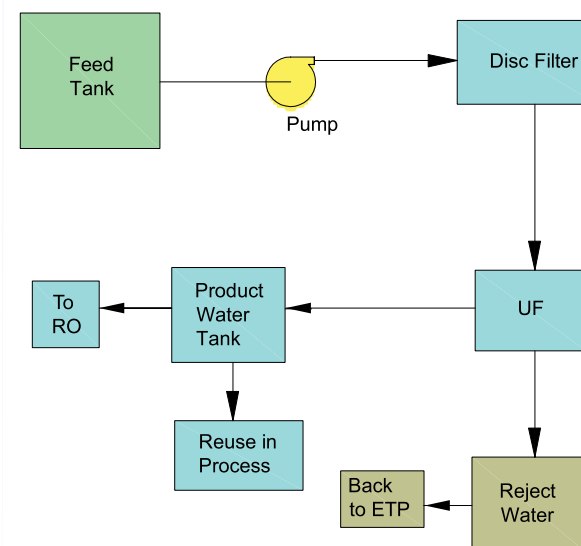 Feed
Tank
Pump
Disc Filter
To
RO
Product
Water
Tank
UF
Reuse in
Process
Back
to ETP
Reject
Water